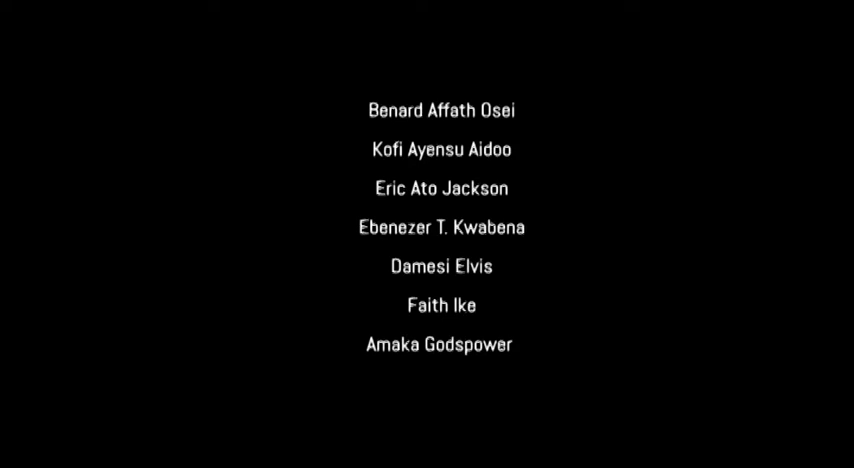 Benard Affath Osei
Kofi Ayensu Aidoo
Eric Ato Jackson
Ebenezer T. Kwabena
Damesi Elvis
Faith Ike
Amaka Godspower